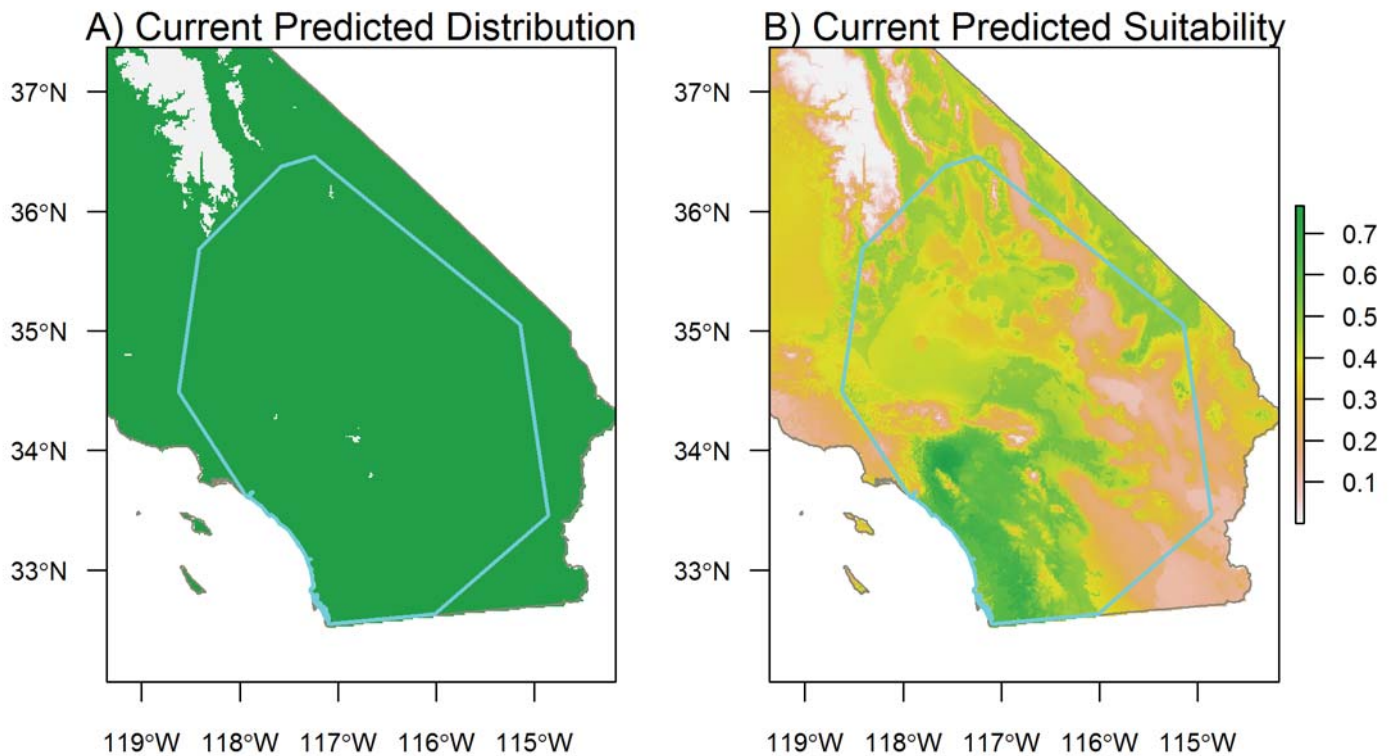 A) Current Predicted Distribution
37°N
36°N
35°N
34°N
33°N
119°W 118°W 117°W 116°W 115°W
B) Current Predicted Suitability
37°N
36°N
35°N
34°N
33°N
119°W 118°W 117°W 116°W 115°W
0.7
0.6
0.5
0.4
0.3
0.2
0.1